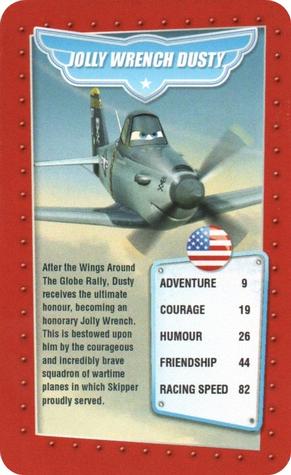 JOLLY WRENCH DUSTY
After the Wings Around
The Globe Rally, Dusty
receives the ultimate
honour, becoming an
honorary Jolly Wrench.
This is bestowed upon
him by the courageous
and incredibly brave
squadron of wartime
planes in which Skipper
proudly served.
ADVENTURE 9
COURAGE 19
HUMOUR 26
FRIENDSHIP 44
RACING SPEED 82